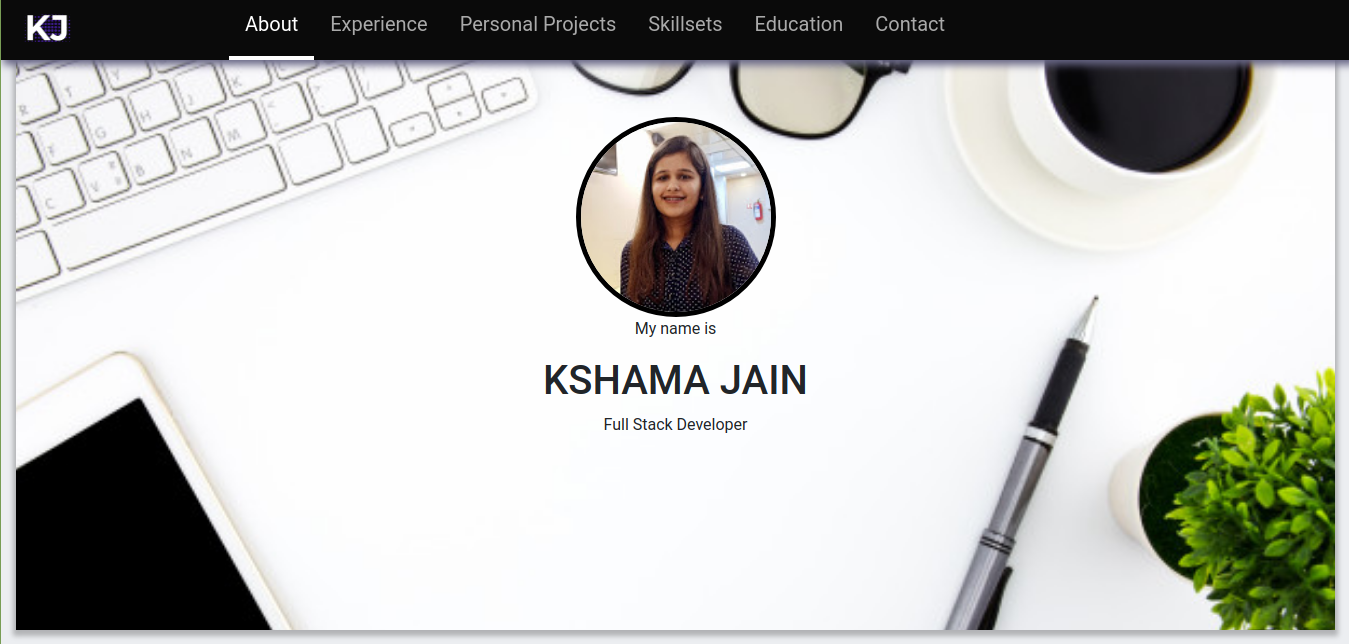 KJ
About Experience Personal Projects Skillsets Education Contact
R T Y
F G H J K
C V B N M
My name is
KSHAMA JAIN
Full Stack Developer